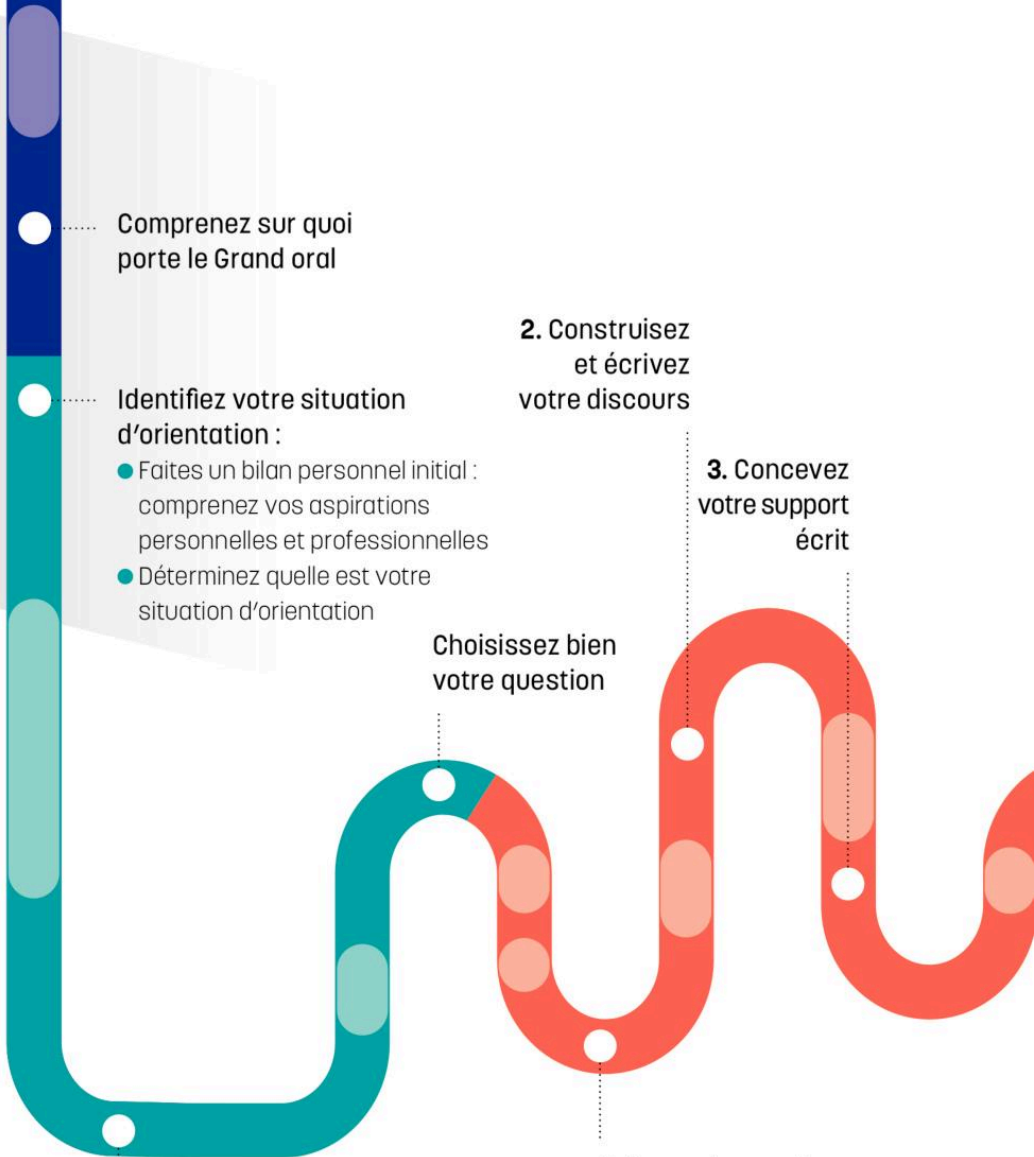 Comprenez sur quoi
porte le Grand oral
Identifiez votre situation
d'orientation :
● Faites un bilan personnel initial :
comprenez vos aspirations
personnelles et professionnelles
● Déterminez quelle est votre
situation d'orientation
Choisissez bien
votre question
2. Construisez
et écrivez
votre discours
3. Concevez
votre support
écrit